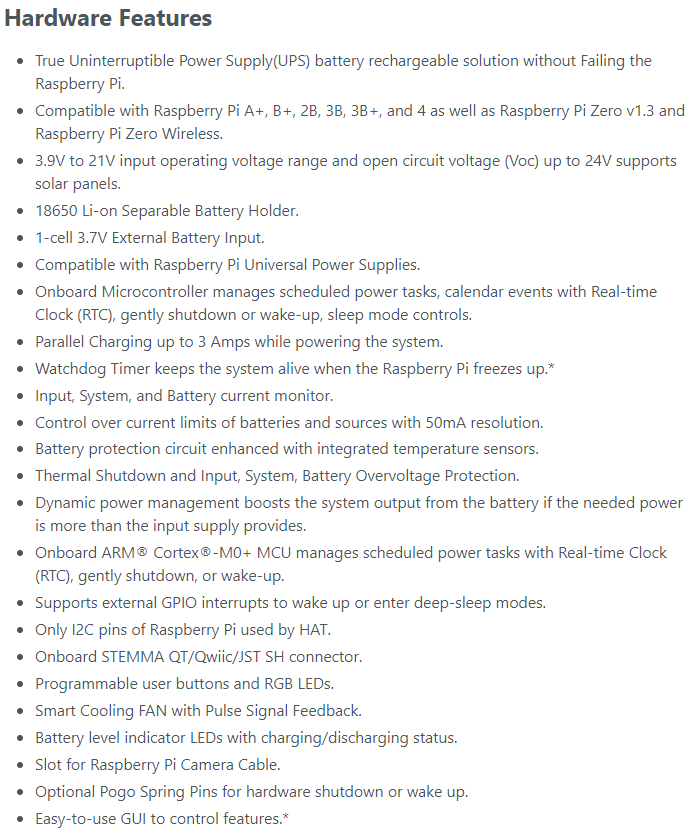 Hardware Features
• True Uninterruptible Power Supply(UPS) battery rechargeable solution without Failing the
Raspberry Pi.
• Compatible with Raspberry Pi A+, B+, 2B, 3B, 3B+, and 4 as well as Raspberry Pi Zero v1.3 and
Raspberry Pi Zero Wireless.
• 3.9V to 21V input operating voltage range and open circuit voltage (Voc) up to 24V supports
solar panels.
• 18650 Li-on Separable Battery Holder.
• 1-cell 3.7V External Battery Input.
• Compatible with Raspberry Pi Universal Power Supplies.
• Onboard Microcontroller manages scheduled power tasks, calendar events with Real-time
Clock (RTC), gently shutdown or wake-up, sleep mode controls.
• Parallel Charging up to 3 Amps while powering the system.
• Watchdog Timer keeps the system alive when the Raspberry Pi freezes up.*
• Input, System, and Battery current monitor.
• Control over current limits of batteries and sources with 50mA resolution.
• Battery protection circuit enhanced with integrated temperature sensors.
• Thermal Shutdown and Input, System, Battery Overvoltage Protection.
• Dynamic power management boosts the system output from the battery if the needed power
is more than the input supply provides.
• Onboard ARM® Cortex®-M0+ MCU manages scheduled power tasks with Real-time Clock
(RTC), gently shutdown, or wake-up.
• Supports external GPIO interrupts to wake up or enter deep-sleep modes.
• Only I2C pins of Raspberry Pi used by HAT.
• Onboard STEMMA QT/Qwiic/JST SH connector.
• Programmable user buttons and RGB LEDs.
• Smart Cooling FAN with Pulse Signal Feedback.
• Battery level indicator LEDs with charging/discharging status.
• Slot for Raspberry Pi Camera Cable.
• Optional Pogo Spring Pins for hardware shutdown or wake up.
• Easy-to-use GUI to control features.*